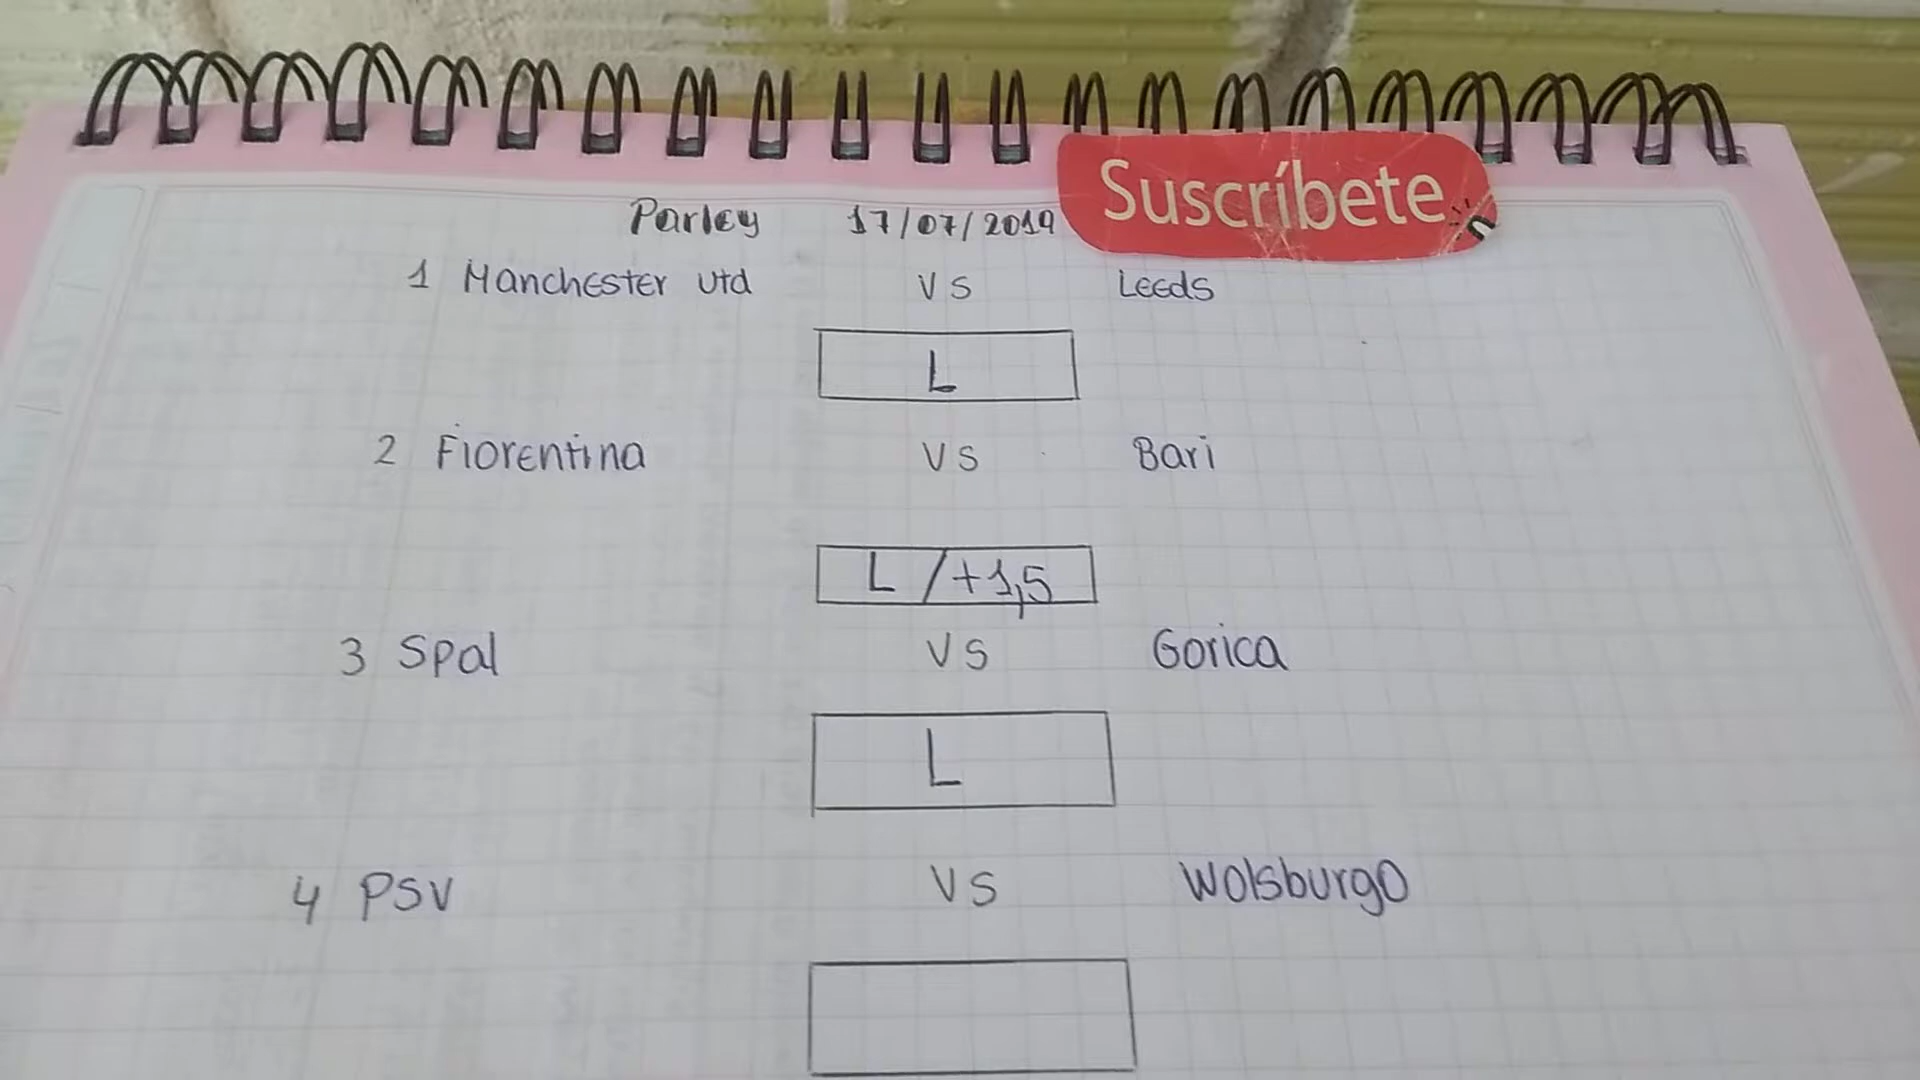 Parley 17/07/2019 Suscríbete
1 Manchester Utd VS Leeds
L
2 Fiorentina VS Bari
L / +1,5
3 Spal VS Gorica
L
4 PSV VS Wolsburgo